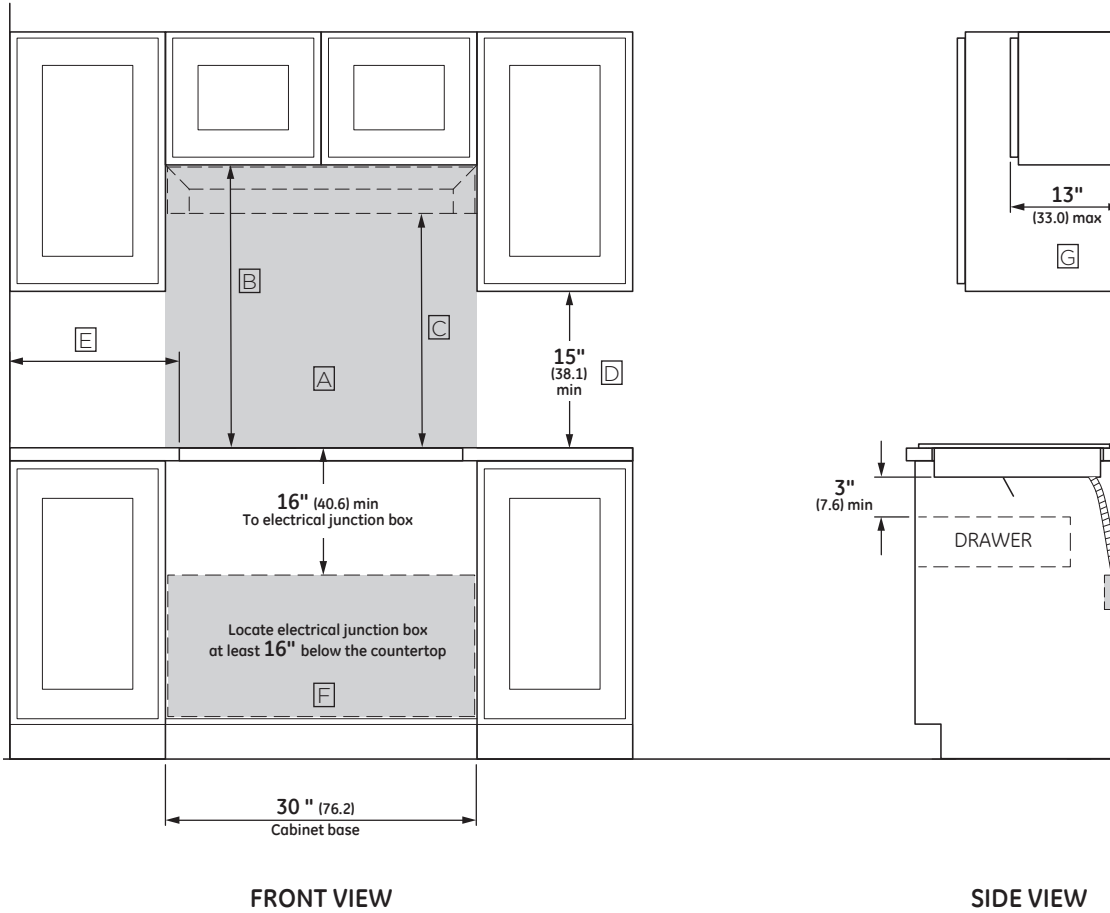 13"
(33.0) max
G
B
C
E
A
15"
(38.1)
min
D
16" (40.6) min
To electrical junction box
3"
(7.6) min
DRAWER
Locate electrical junction box
at least 16" below the countertop
F
30 " (76.2)
Cabinet base
FRONT VIEW
SIDE VIEW